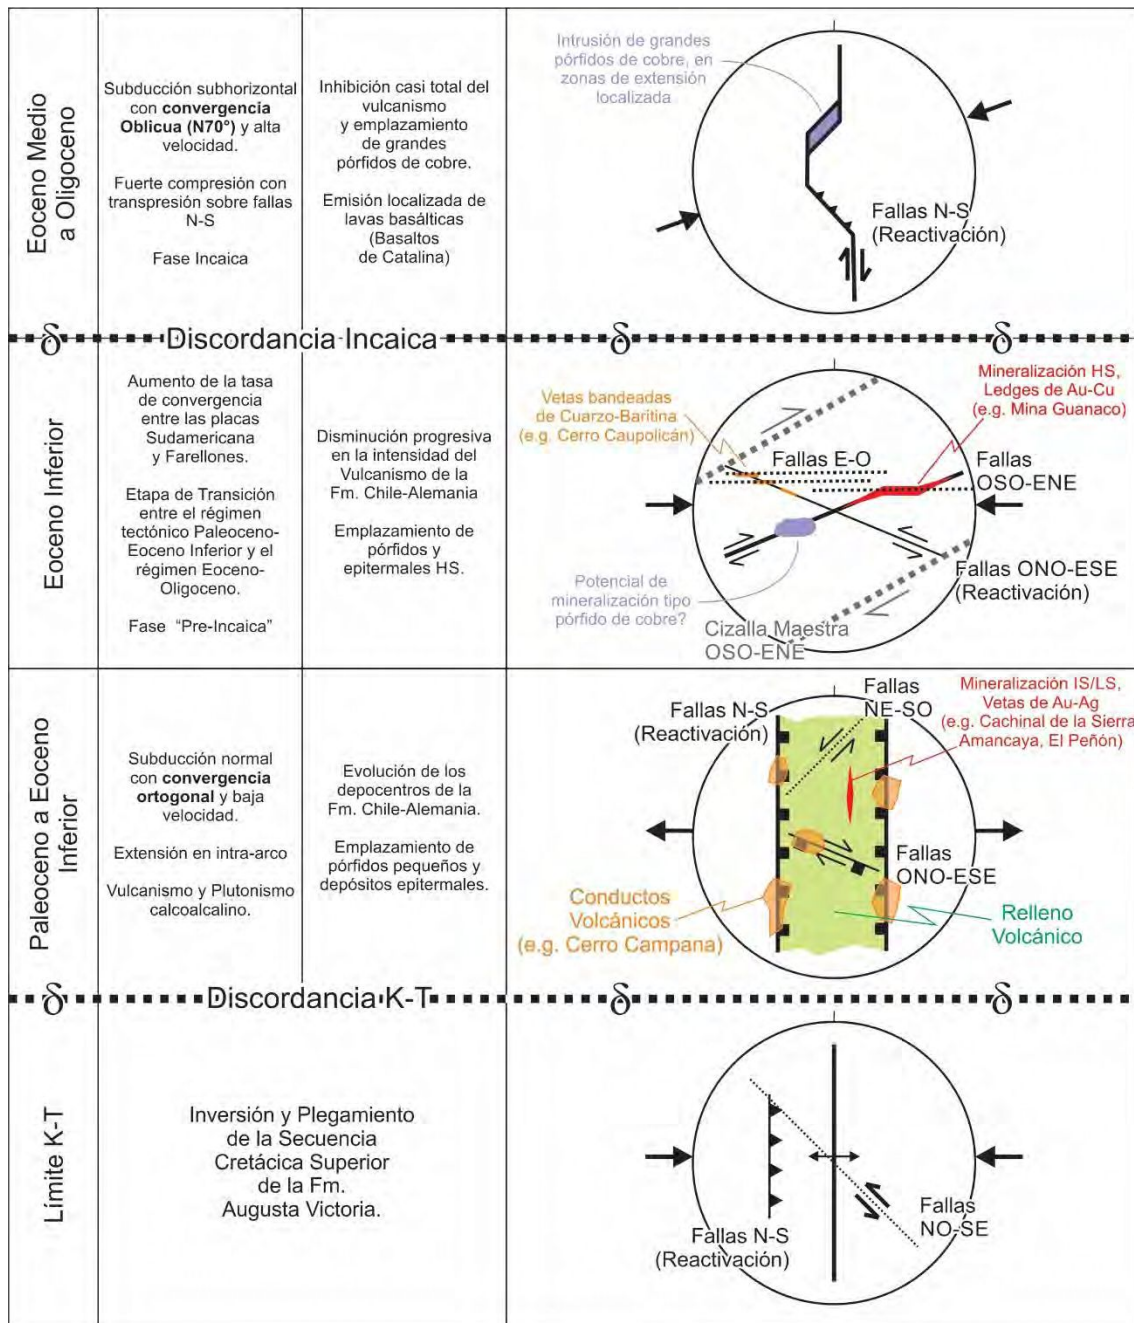 Eoceno Medio
a Oligoceno
Subducción subhorizontal
con convergencia
Oblicua (N70°) y alta
velocidad.
Fuerte compresión con
transpresión sobre fallas
N-S
Fase Incaica
Inhibición casi total del
vulcanismo
y emplazamiento
de grandes
pórfidos de cobre.
Emisión localizada de
lavas basálticas
(Basaltos
de Catalina)
Intrusión de grandes
pórfidos de cobre, en
zonas de extensión
localizada
Fallas N-S
(Reactivación)
δ Discordancia Incaica δ δ
Eoceno Inferior
Aumento de la tasa
de convergencia
entre las placas
Sudamericana
y Farellones.
Etapa de Transición
entre el régimen
tectónico Paleoceno-
Eoceno Inferior y el
régimen Eoceno-
Oligoceno.
Fase "Pre-Incaica"
Disminución progresiva
en la intensidad del
Vulcanismo de la
Fm. Chile-Alemania
Emplazamiento de
pórfidos y
epitermales HS.
Vetas bandeadas
de Cuarzo-Baritina
(e.g. Cerro Caupolicán)
Mineralización HS,
Ledges de Au-Cu
(e.g. Mina Guanaco)
Fallas E-O
Fallas
OSO-ENE
Fallas ONO-ESE
(Reactivación)
Potencial de
mineralización tipo
pórfido de cobre?
Cizalla Maestra
OSO-ENE
Paleoceno a Eoceno
Inferior
Subducción normal
con convergencia
ortogonal y baja
velocidad.
Extensión en intra-arco
Vulcanismo y Plutonismo
calcoalcalino.
Evolución de los
depocentros de la
Fm. Chile-Alemania.
Emplazamiento de
pórfidos pequeños y
depósitos epitermales.
Fallas N-S
(Reactivación)
Fallas
NE-SO
Mineralización IS/LS,
Vetas de Au-Ag
(e.g. Cachinal de la Sierra
Amancaya, El Peñón)
Fallas
ONO-ESE
Conductos
Volcánicos
(e.g. Cerro Campana)
Relleno
Volcánico
δ Discordancia K-T δ δ
Límite K-T
Inversión y Plegamiento
de la Secuencia
Cretácica Superior
de la Fm.
Augusta Victoria.
Fallas N-S
(Reactivación)
Fallas
NO-SE